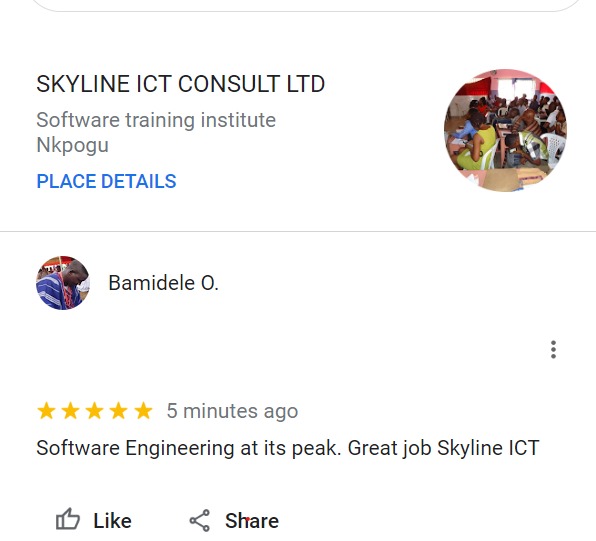 SKYLINE ICT CONSULT LTD
Software training institute
Nkpogu
PLACE DETAILS
Bamidele O.
5 minutes ago
Software Engineering at its peak. Great job Skyline ICT
Like
Share